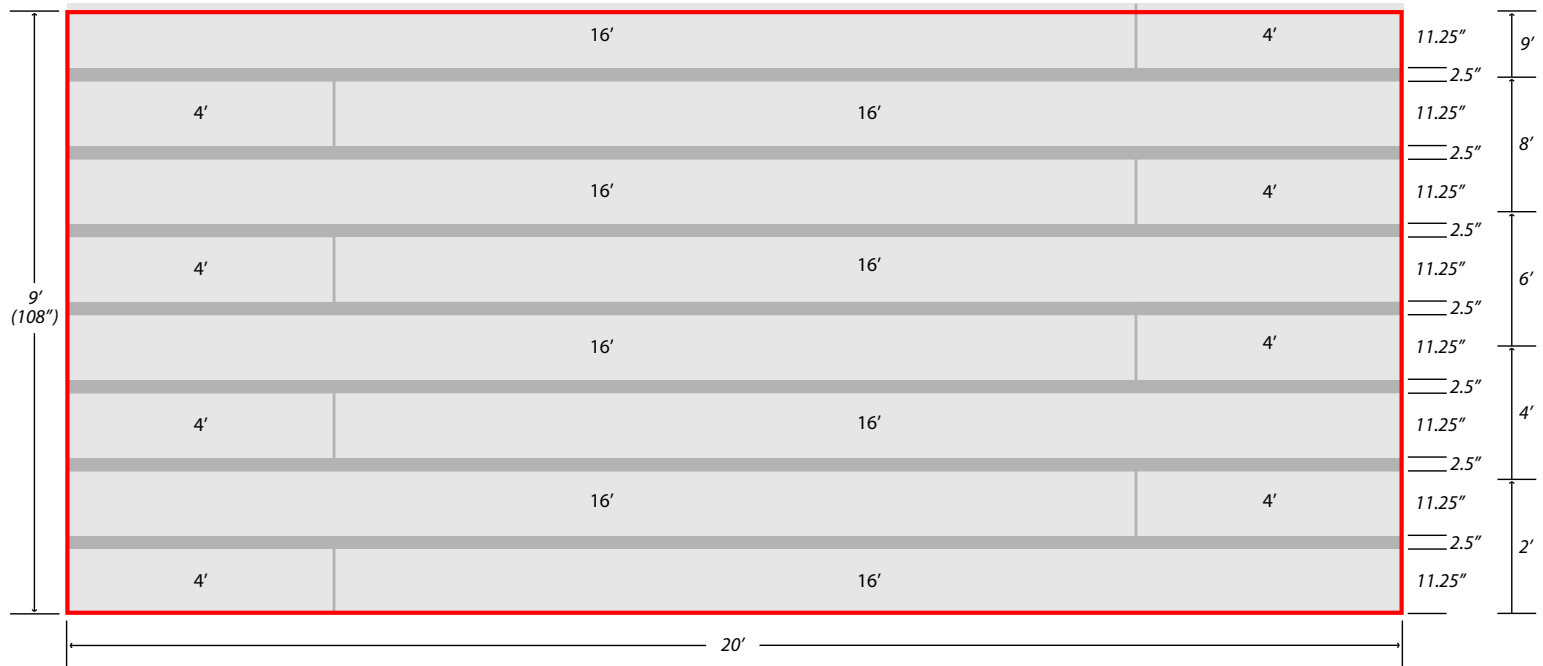 16′ 4′ 11.25″ 9′
2.5″
4′ 16′ 11.25″
2.5″ 8′
16′ 4′ 11.25″
2.5″
4′ 16′ 11.25″ 6′
9′
(108″)
2.5″
16′ 4′ 11.25″
2.5″
4′ 16′ 11.25″ 4′
2.5″
16′ 4′ 11.25″
2.5″ 2′
4′ 16′ 11.25″
20′